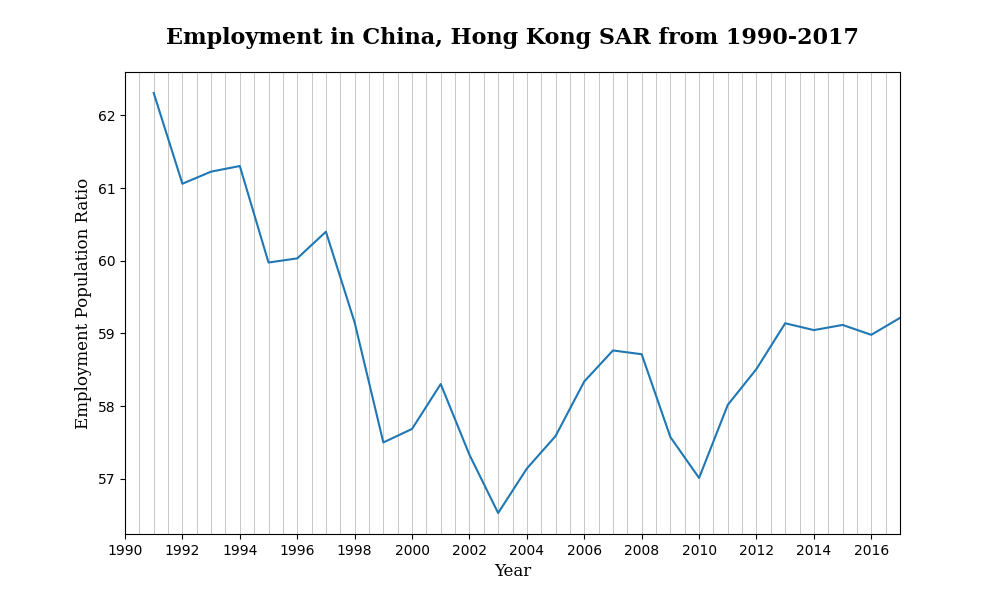 Employment in China, Hong Kong SAR from 1990-2017
Employment Population Ratio
62
61
60
59
58
57
1990 1992 1994 1996 1998 2000 2002 2004 2006 2008 2010 2012 2014 2016
Year